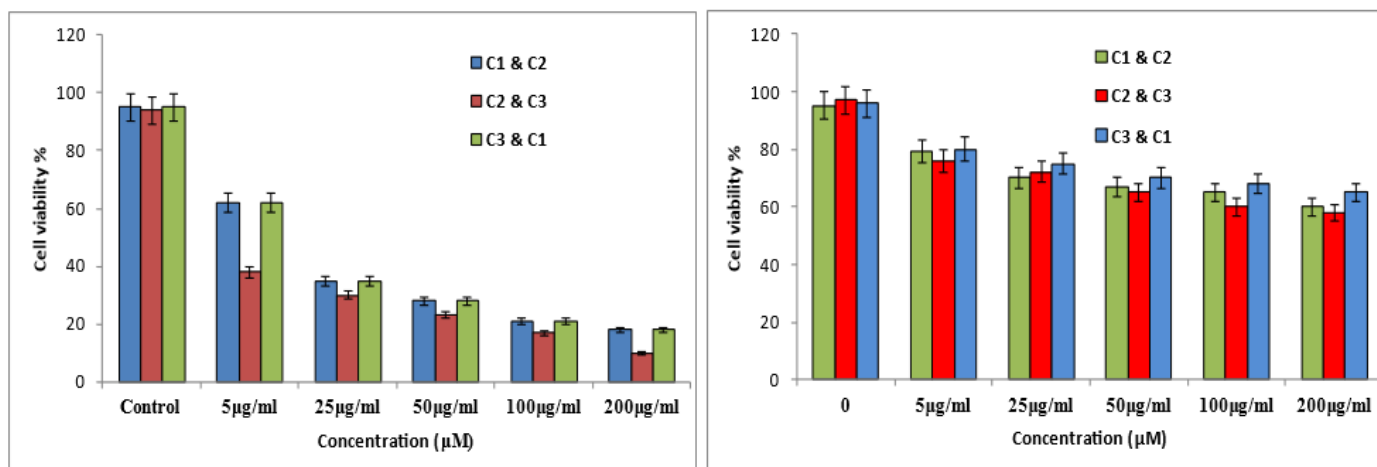 120
100
80
60
40
20
0
Cell viability %
C1 & C2
C2 & C3
C3 & C1
Control 5µg/ml 25µg/ml 50µg/ml 100µg/ml 200µg/ml
Concentration (µM)
120
100
80
60
40
20
0
Cell viability %
C1 & C2
C2 & C3
C3 & C1
0 5µg/ml 25µg/ml 50µg/ml 100µg/ml 200µg/ml
Concentration (µM)